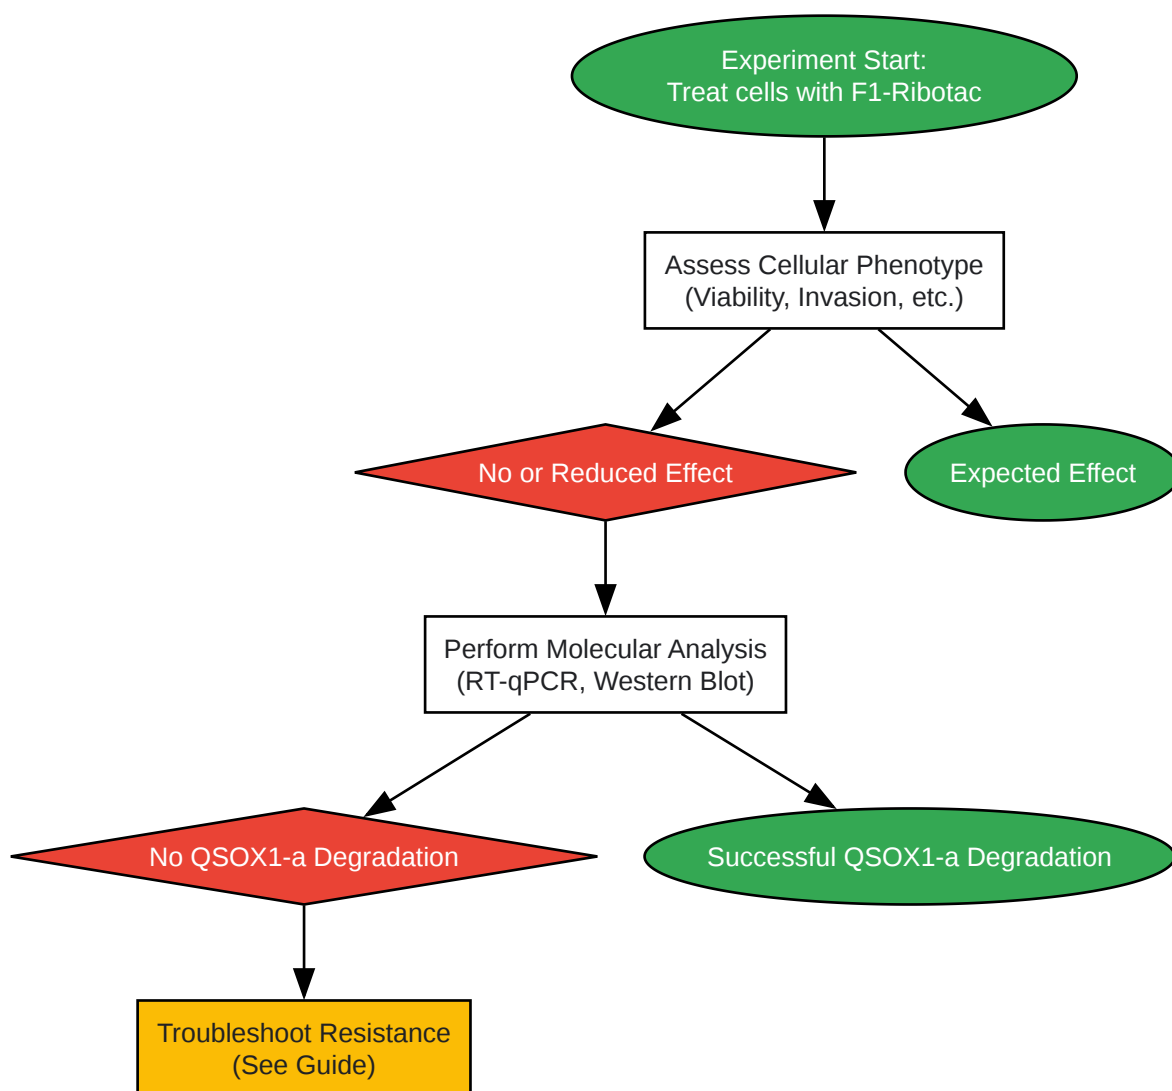 Experiment Start:
Treat cells with F1-Ribotac
Assess Cellular Phenotype
(Viability, Invasion, etc.)
No or Reduced Effect
Expected Effect
Perform Molecular Analysis
(RT-qPCR, Western Blot)
No QSOX1-a Degradation
Successful QSOX1-a Degradation
Troubleshoot Resistance
(See Guide)